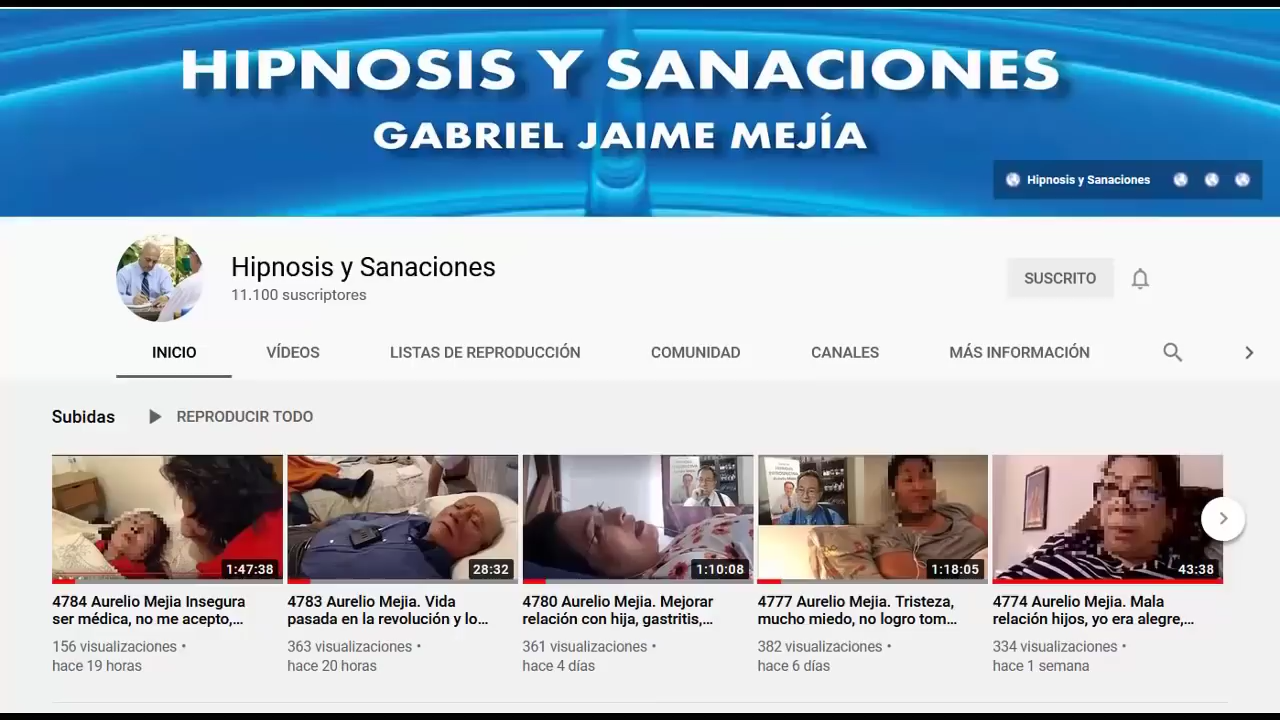 HIPNOSIS Y SANACIONES
GABRIEL JAIME MEJÍA
Hipnosis y Sanaciones
Hipnosis y Sanaciones
11.100 suscriptores
SUSCRITO
INICIO VÍDEOS LISTAS DE REPRODUCCIÓN COMUNIDAD CANALES MÁS INFORMACIÓN
Subidas REPRODUCIR TODO
1:47:38
4784 Aurelio Mejia Insegura
ser médica, no me acepto,...
156 visualizaciones •
hace 19 horas
28:32
4783 Aurelio Mejia. Vida
pasada en la revolución y lo...
363 visualizaciones •
hace 20 horas
1:10:08
4780 Aurelio Mejia. Mejorar
relación con hija, gastritis,...
361 visualizaciones •
hace 4 días
1:18:05
4777 Aurelio Mejia. Tristeza,
mucho miedo, no logro tom...
382 visualizaciones •
hace 6 días
43:38
4774 Aurelio Mejia. Mala
relación hijos, yo era alegre,...
334 visualizaciones •
hace 1 semana